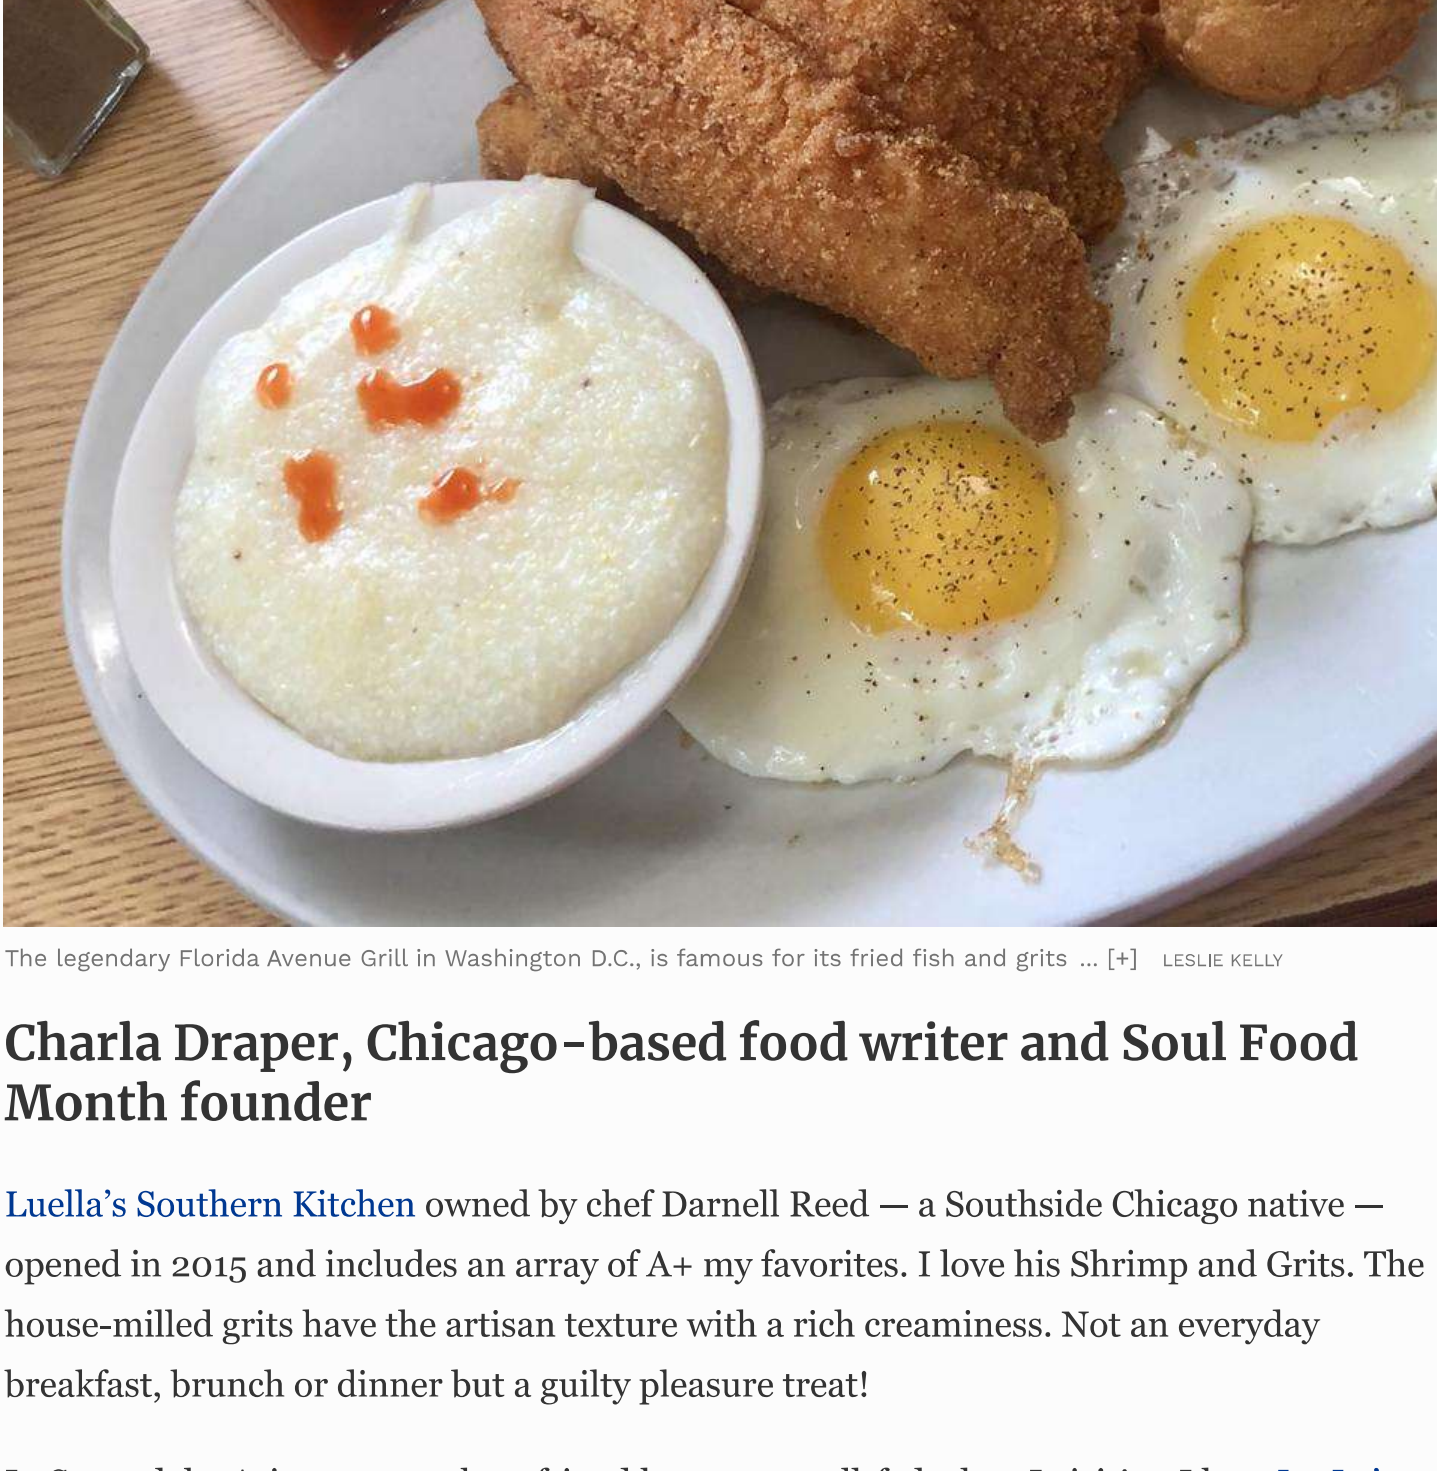 The legendary Florida Avenue Grill in Washington D.C., is famous for its fried fish and grits ... [+] LESLIE KELLY
Charla Draper, Chicago-based food writer and Soul Food
Month founder
Luella’s Southern Kitchen owned by chef Darnell Reed — a Southside Chicago native —
opened in 2015 and includes an array of A+ my favorites. I love his Shrimp and Grits. The
house-milled grits have the artisan texture with a rich creaminess. Not an everyday
breakfast, brunch or dinner but a guilty pleasure treat!